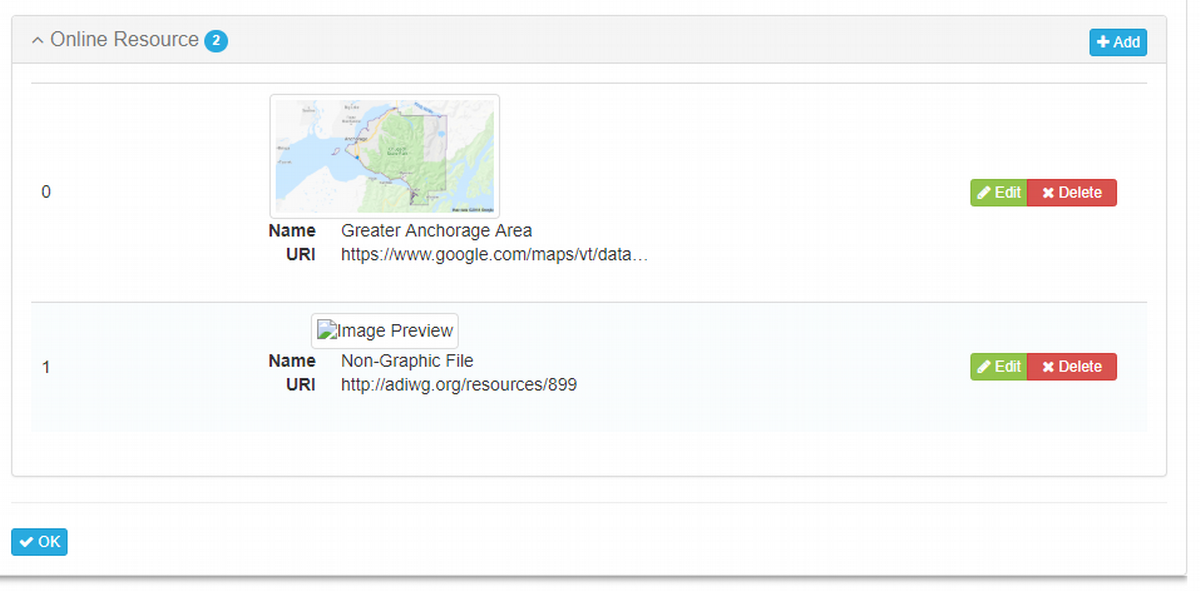 Online Resource 2
Add
Anchorage
0
Edit Delete
Name Greater Anchorage Area
URI https://www.google.com/maps/vt/data…
Image Preview
Name Non-Graphic File
1
Edit Delete
URI http://adiwg.org/resources/899
OK